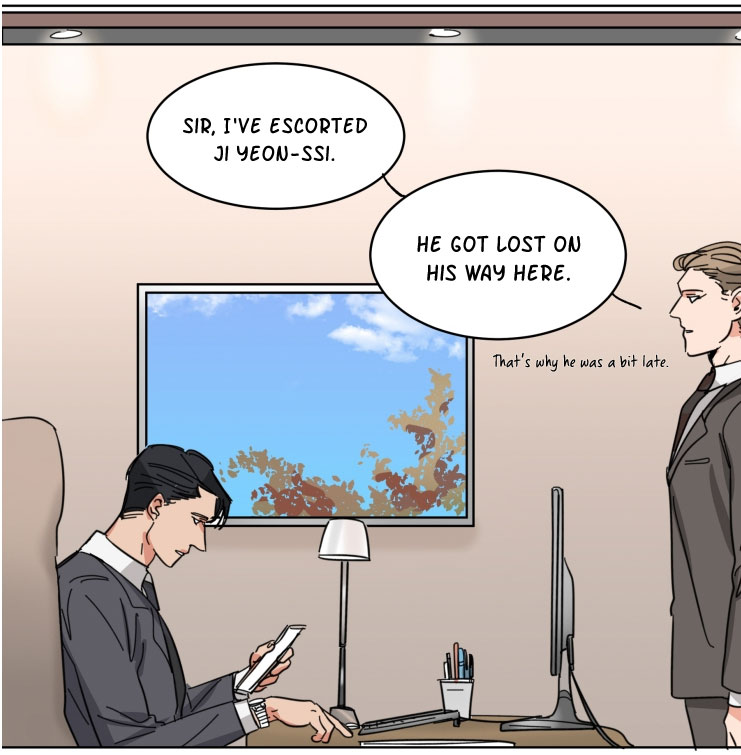 SIR, I'VE ESCORTED
JI YEON-SSI.
HE GOT LOST ON
HIS WAY HERE.
That's why he was a bit late.